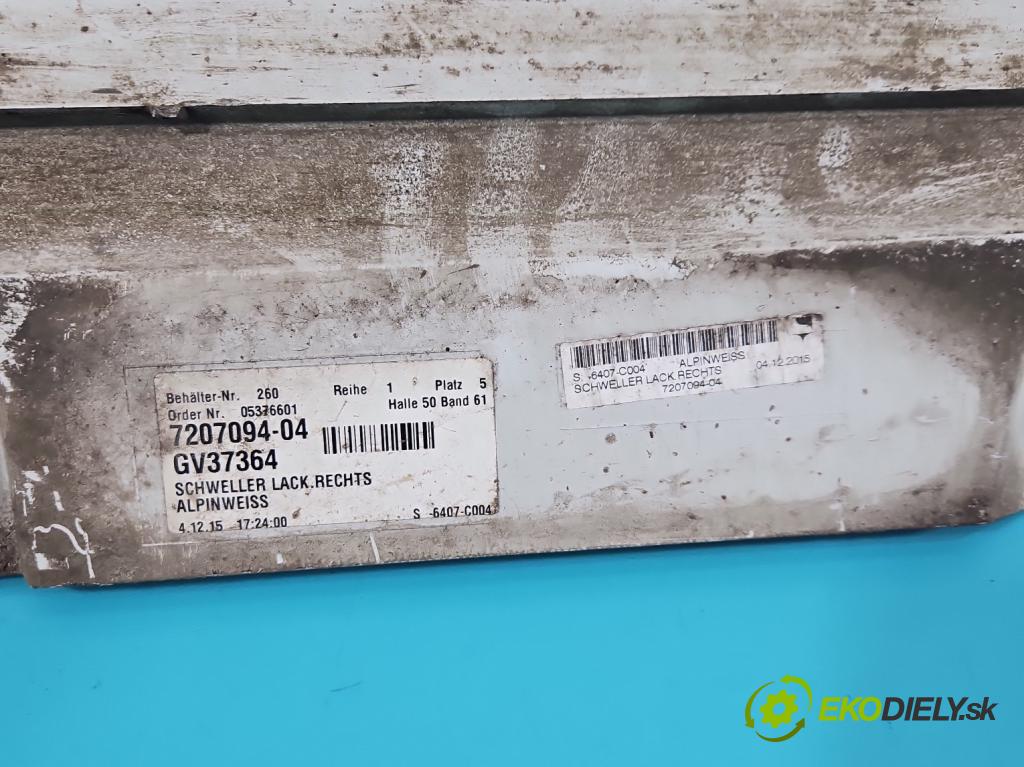 Behälter-Nr. 260 Reihe 1 Platz 5
Order Nr. 05376601 Halle 50 Band 61
7207094-04
GV37364
SCHWELLER LACK.RECHTS
ALPINWEISS
4.12.15 17:24:00 S -6407-C004
S -6407-C004 ALPINWEISS 04.12.2015
SCHWELLER LACK.RECHTS
7207094-04
EKODIELY.sk